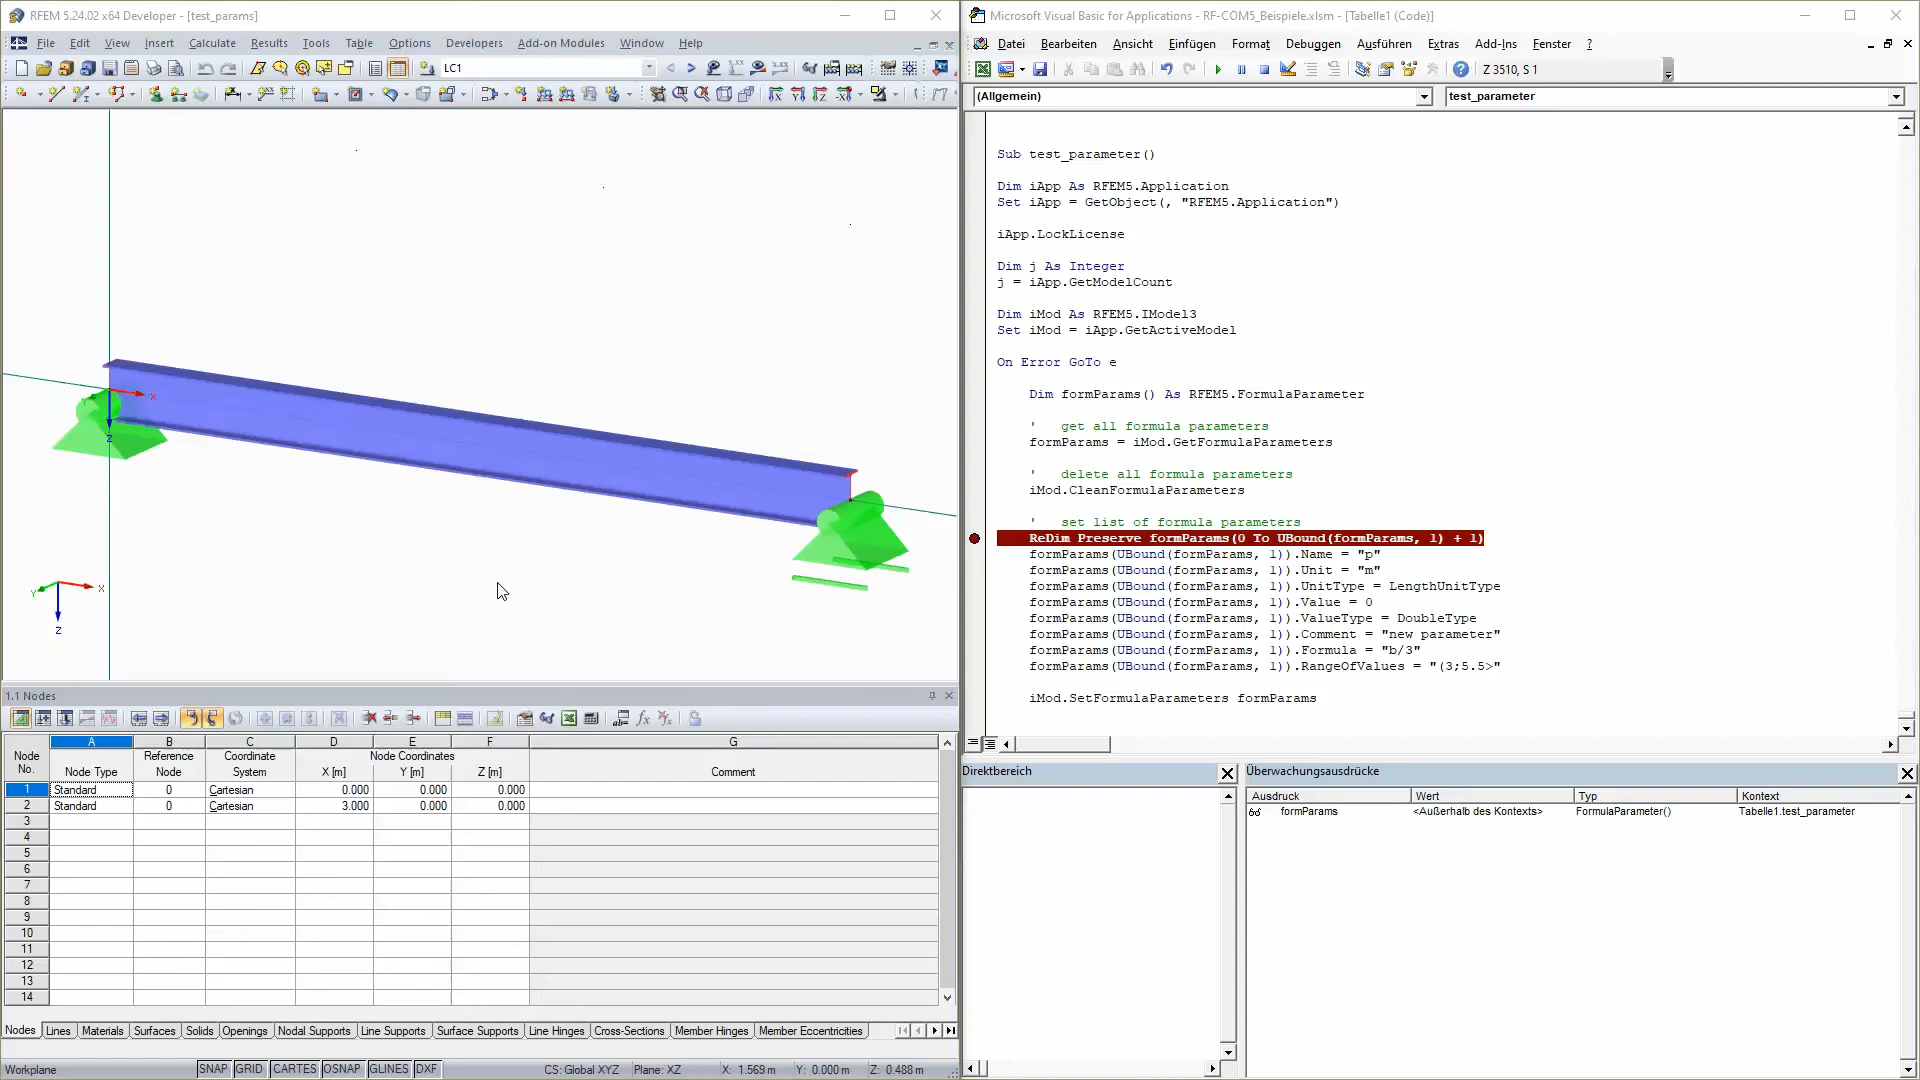 RFEM 5.24.02 x64 Developer - [test_params]
File Edit View Insert Calculate Results Tools Table Options Developers Add-on Modules Window Help
LC1
X
Y
Z
X
Y
Z
1.1 Nodes
A B C D E F G
Node No. Reference Coordinate Node Coordinates
Node Type Node System X [m] Y [m] Z [m] Comment
1 Standard 0 Cartesian 0.000 0.000 0.000
2 Standard 0 Cartesian 3.000 0.000 0.000
3
4
5
6
7
8
9
10
11
12
13
14
Nodes Lines Materials Surfaces Solids Openings Nodal Supports Line Supports Surface Supports Line Hinges Cross-Sections Member Hinges Member Eccentricities
Workplane SNAP GRID CARTES OSNAP GLINES DXF CS: Global XYZ Plane: XZ X: 1.569 m Y: 0.000 m Z: 0.488 m
Microsoft Visual Basic for Applications - RF-COM5_Beispiele.xlsm - [Tabelle1 (Code)]
Datei Bearbeiten Ansicht Einfügen Format Debuggen Ausführen Extras Add-Ins Fenster ?
Z 3510, S 1
(Allgemein) test_parameter
Sub test_parameter()
Dim iApp As RFEM5.Application
Set iApp = GetObject(, "RFEM5.Application")
iApp.LockLicense
Dim j As Integer
j = iApp.GetModelCount
Dim iMod As RFEM5.IModel3
Set iMod = iApp.GetActiveModel
On Error GoTo e
Dim formParams() As RFEM5.FormulaParameter
' get all formula parameters
formParams = iMod.GetFormulaParameters
' delete all formula parameters
iMod.CleanFormulaParameters
' set list of formula parameters
ReDim Preserve formParams(0 To UBound(formParams, 1) + 1)
formParams(UBound(formParams, 1)).Name = "p"
formParams(UBound(formParams, 1)).Unit = "m"
formParams(UBound(formParams, 1)).UnitType = LengthUnitType
formParams(UBound(formParams, 1)).Value = 0
formParams(UBound(formParams, 1)).ValueType = DoubleType
formParams(UBound(formParams, 1)).Comment = "new parameter"
formParams(UBound(formParams, 1)).Formula = "b/3"
formParams(UBound(formParams, 1)).RangeOfValues = "(3;5.5>"
iMod.SetFormulaParameters formParams
Direktbereich
Überwachungsausdrücke
Ausdruck Wert Typ Kontext
formParams <Außerhalb des Kontexts> FormulaParameter() Tabelle1.test_parameter